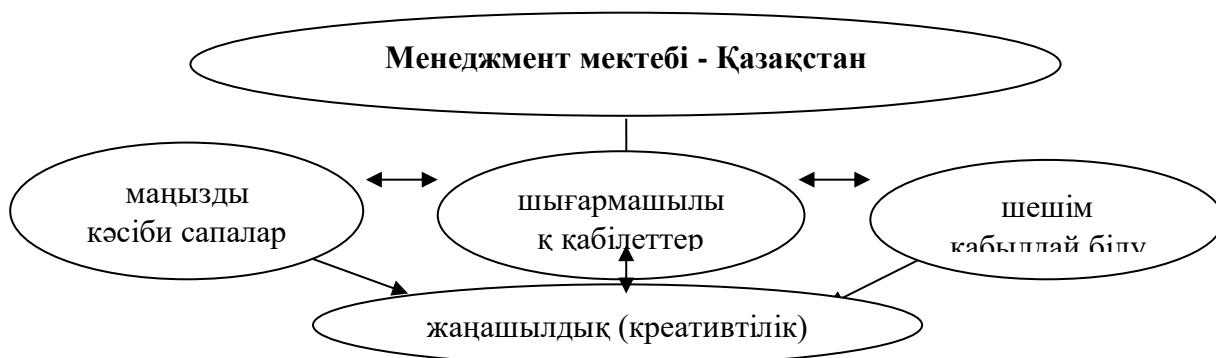 Менеджмент мектебі - Қазақстан
маңызды
кәсіби сапалар
шығармашылы
қ қабілеттер
шешім
қабылдай білу
жаңашылдық (креативтілік)